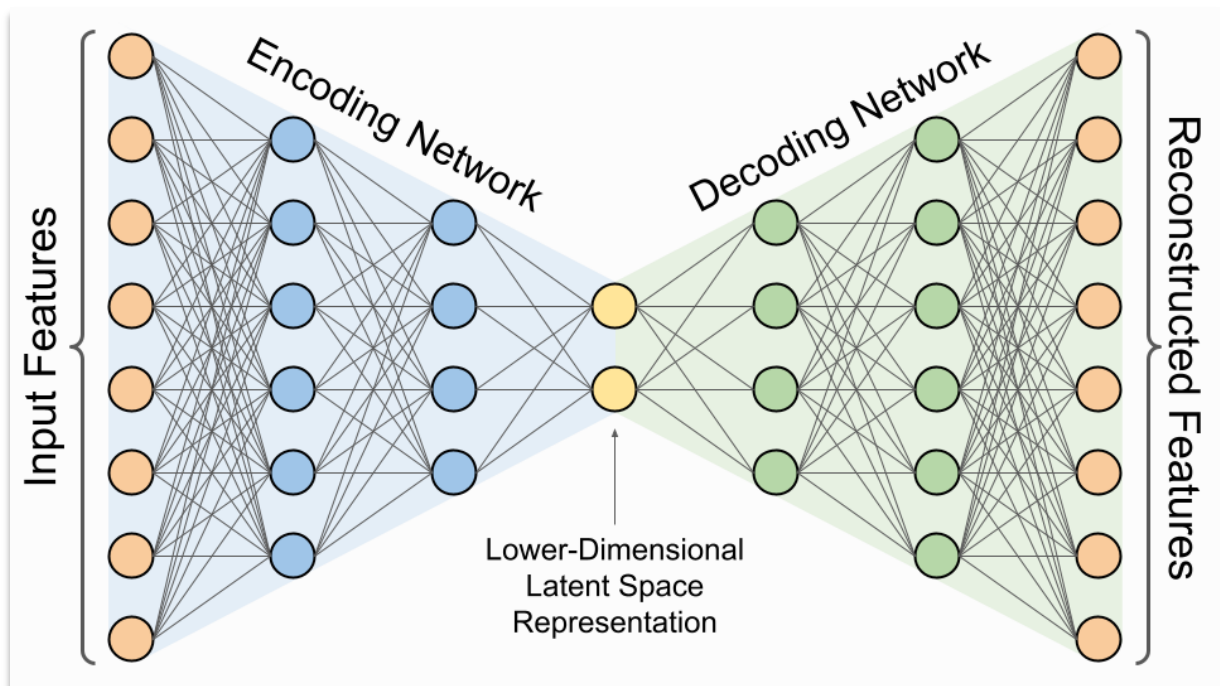 Input Features
Encoding Network
Decoding Network
Reconstructed Features
Lower-Dimensional
Latent Space
Representation